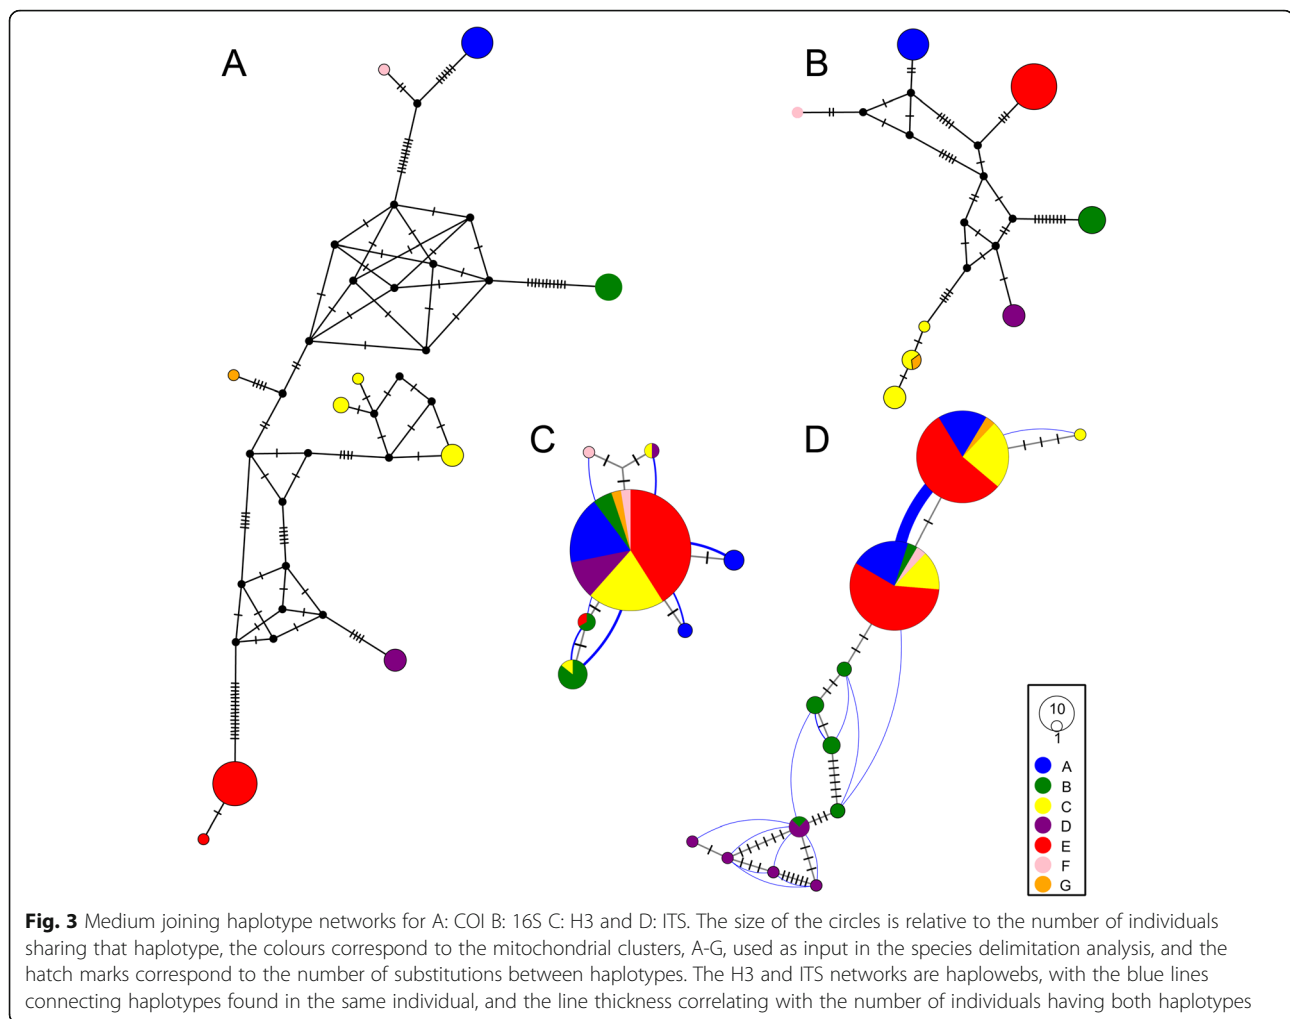 A
B
C
D
10
1
A
B
C
D
E
F
G
Fig. 3 Medium joining haplotype networks for A: COI B: 16S C: H3 and D: ITS. The size of the circles is relative to the number of individuals
sharing that haplotype, the colours correspond to the mitochondrial clusters, A-G, used as input in the species delimitation analysis, and the
hatch marks correspond to the number of substitutions between haplotypes. The H3 and ITS networks are haplowebs, with the blue lines
connecting haplotypes found in the same individual, and the line thickness correlating with the number of individuals having both haplotypes